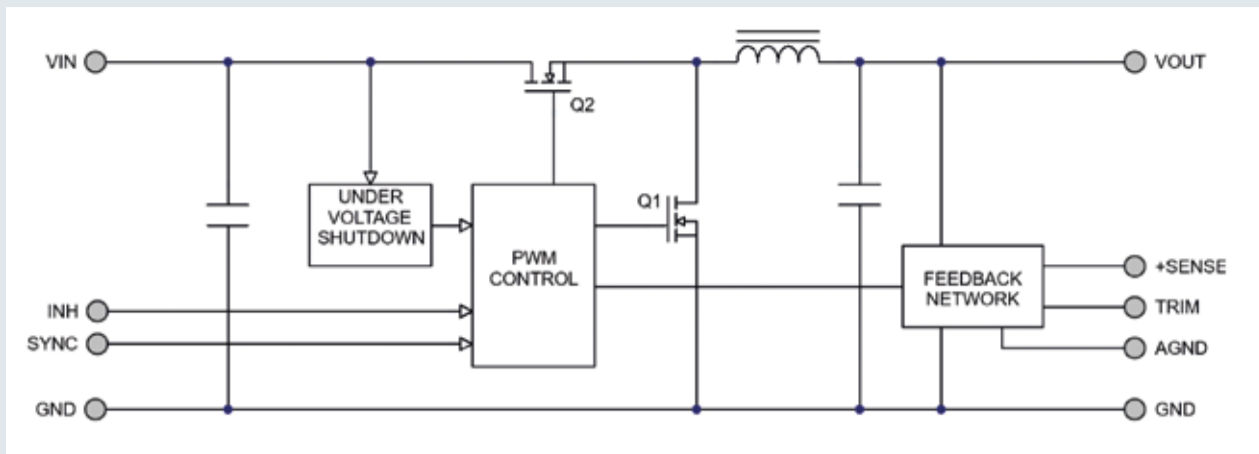 VIN
VOUT
Q2
UNDER
VOLTAGE
SHUTDOWN
Q1
PWM
CONTROL
FEEDBACK
NETWORK
+SENSE
TRIM
AGND
INH
SYNC
GND
GND